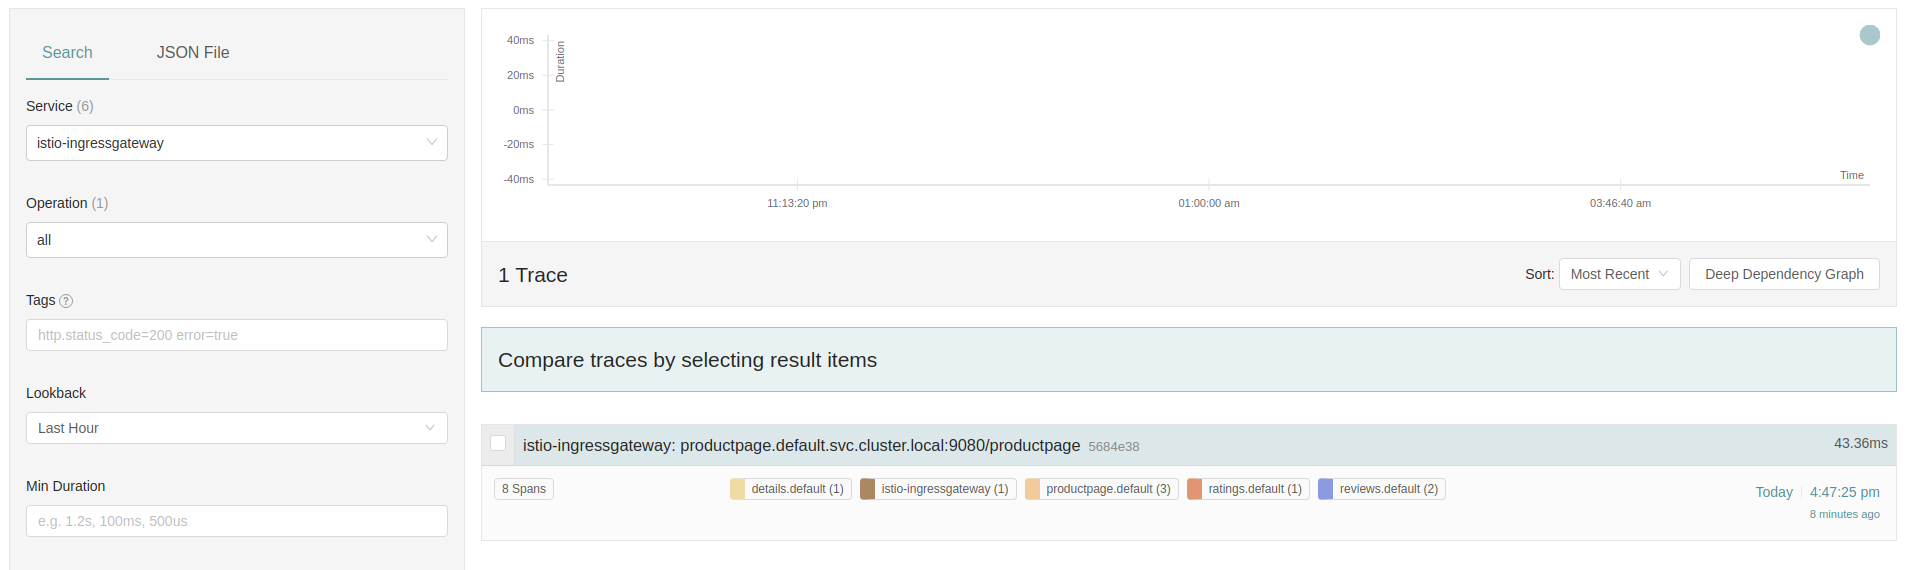 Search JSON File
Service (6)
istio-ingressgateway
Operation (1)
all
Tags ?
http.status_code=200 error=true
Lookback
Last Hour
Min Duration
e.g. 1.2s, 100ms, 500us
40ms
20ms
0ms
-20ms
-40ms
Duration
Time
11:13:20 pm 01:00:00 am 03:46:40 am
1 Trace Sort: Most Recent Deep Dependency Graph
Compare traces by selecting result items
istio-ingressgateway: productpage.default.svc.cluster.local:9080/productpage 5684e38 43.36ms
8 Spans details.default (1) istio-ingressgateway (1) productpage.default (3) ratings.default (1) reviews.default (2) Today 4:47:25 pm
8 minutes ago